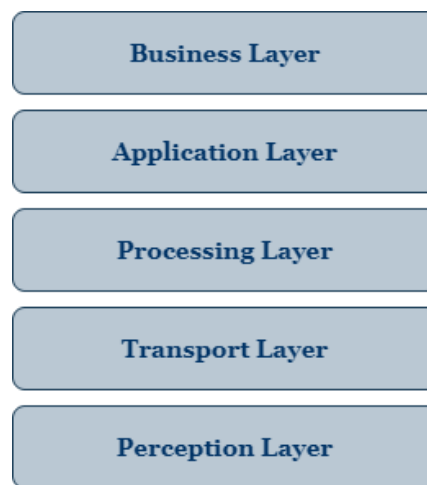 Business Layer
Application Layer
Processing Layer
Transport Layer
Perception Layer